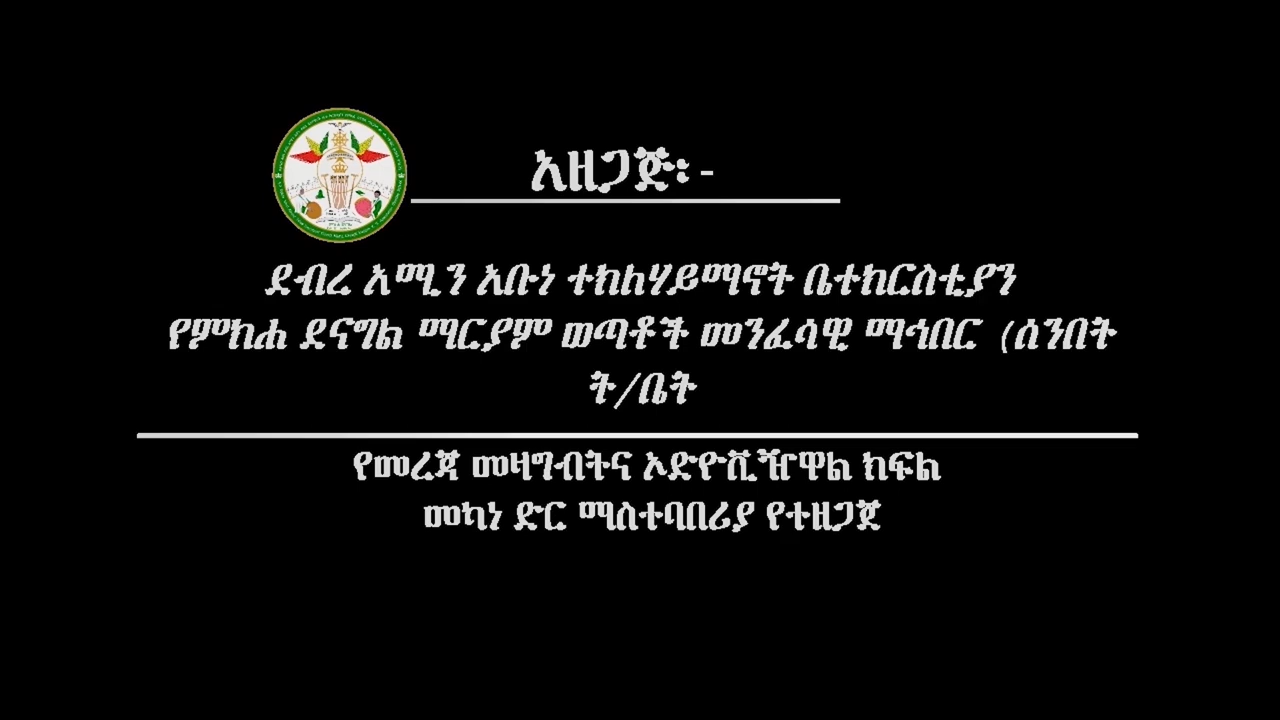 አዘጋጅ፡-
ደብረ አሚን አቡነ ተክለሃይማኖት ቤተክርስቲያን
የምክሐ ደናግል ማርያም ወጣቶች መንፈሳዊ ማኅበር (ሰንበት
ት/ቤት
የመረጃ መዛግብትና ኦድዮቪዥዋል ክፍል
መካነ ድር ማስተባበሪያ የተዘጋጀ